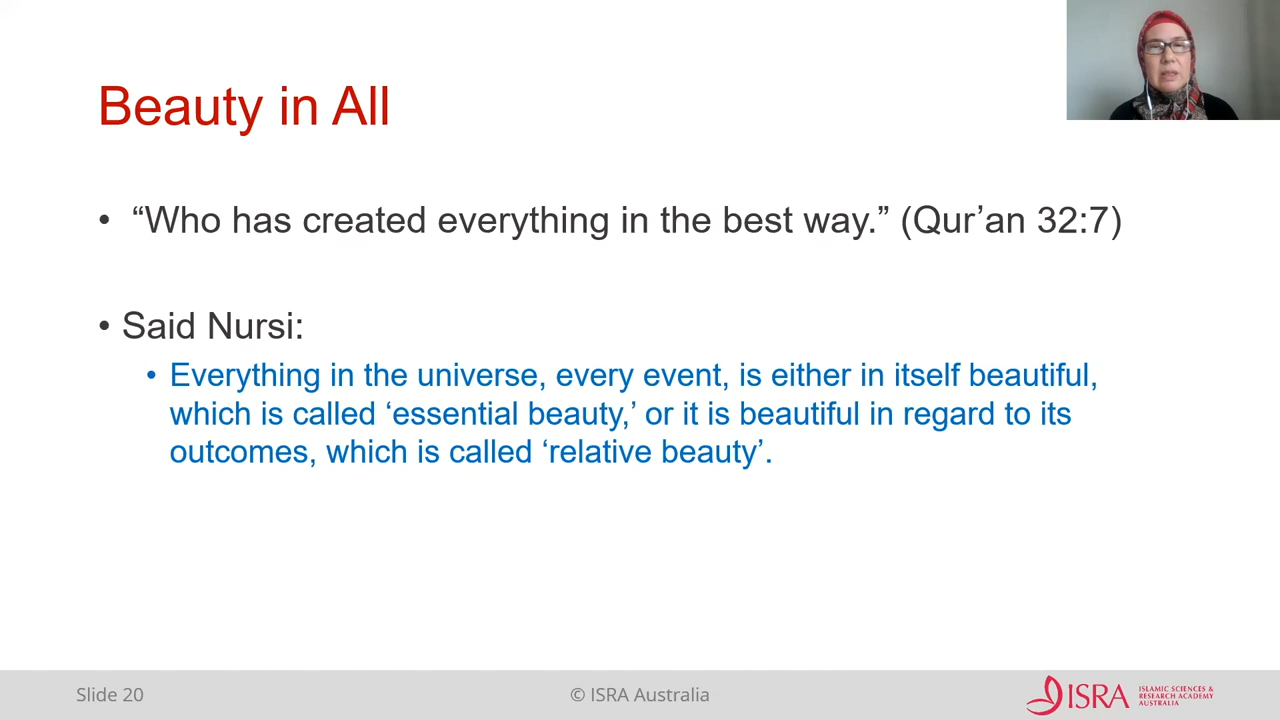 Beauty in All
• “Who has created everything in the best way.” (Qur’an 32:7)
• Said Nursi:
• Everything in the universe, every event, is either in itself beautiful,
which is called ‘essential beauty,’ or it is beautiful in regard to its
outcomes, which is called ‘relative beauty’.
Slide 20
© ISRA Australia
ISRA
ISLAMIC SCIENCES &
RESEARCH ACADEMY
AUSTRALIA